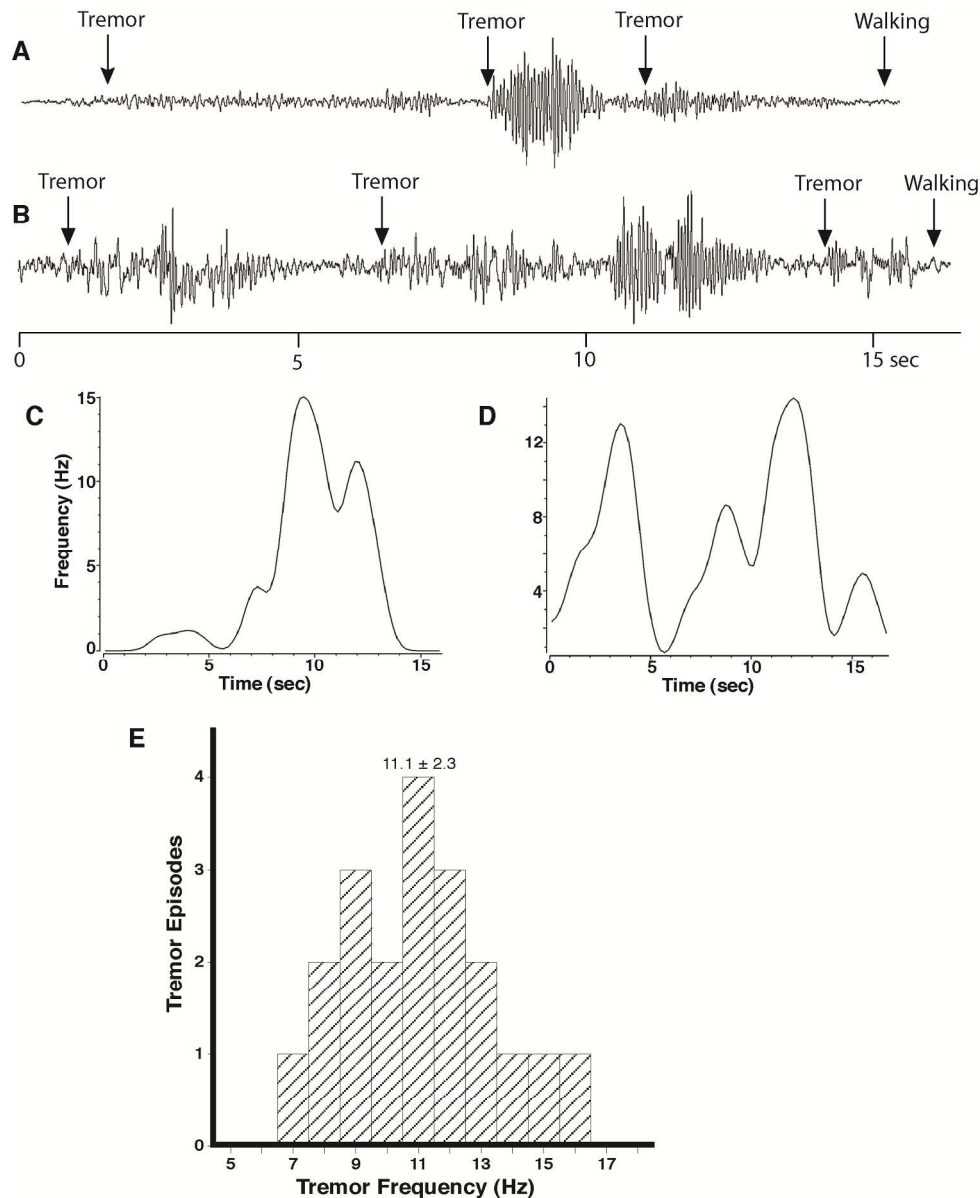 Tremor Tremor Tremor Walking
A
Tremor Tremor Tremor Walking
B
0 5 10 15 sec
C
15
10
5
0
Frequency (Hz)
0 5 10 15
Time (sec)
D
12
8
4
0 5 10 15
Time (sec)
E
11.1 ± 2.3
4
3
2
1
0
Tremor Episodes
5 7 9 11 13 15 17
Tremor Frequency (Hz)